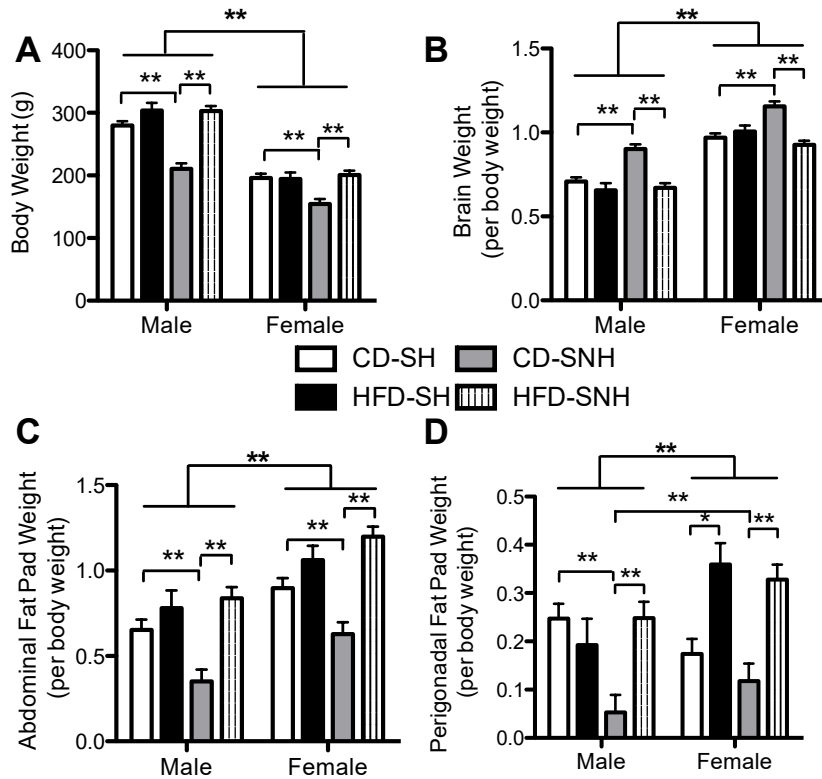 A
Body Weight (g)
400
300
200
100
0
**
**
**
**
**
Male
Female
B
Brain Weight
(per body weight)
1.5
1.0
0.5
0.0
**
**
**
**
**
Male
Female
CD-SH
CD-SNH
HFD-SH
HFD-SNH
C
Abdominal Fat Pad Weight
(per body weight)
1.5
1.0
0.5
0.0
**
**
**
**
**
Male
Female
D
Perigonadal Fat Pad Weight
(per body weight)
0.5
0.4
0.3
0.2
0.1
0.0
**
**
**
**
*
**
Male
Female